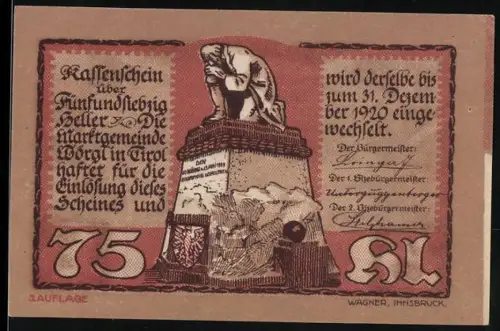 Kassenschein
über
Fünfundsiebzig
Heller Die
Marktgemeinde
Wörgl in Tirol
haftet für die
Einlösung dieses
Scheines und
wird derselbe bis
zum 31. Dezem
ber 1920 einge-
wechselt.
Der Bürgermeister:
Der 1. Vizebürgermeister
Unterguggenberger
Der 2. Vizebürgermeister:
DEN
75
HL
3. AUFLAGE
WAGNER, INNSBRUCK.